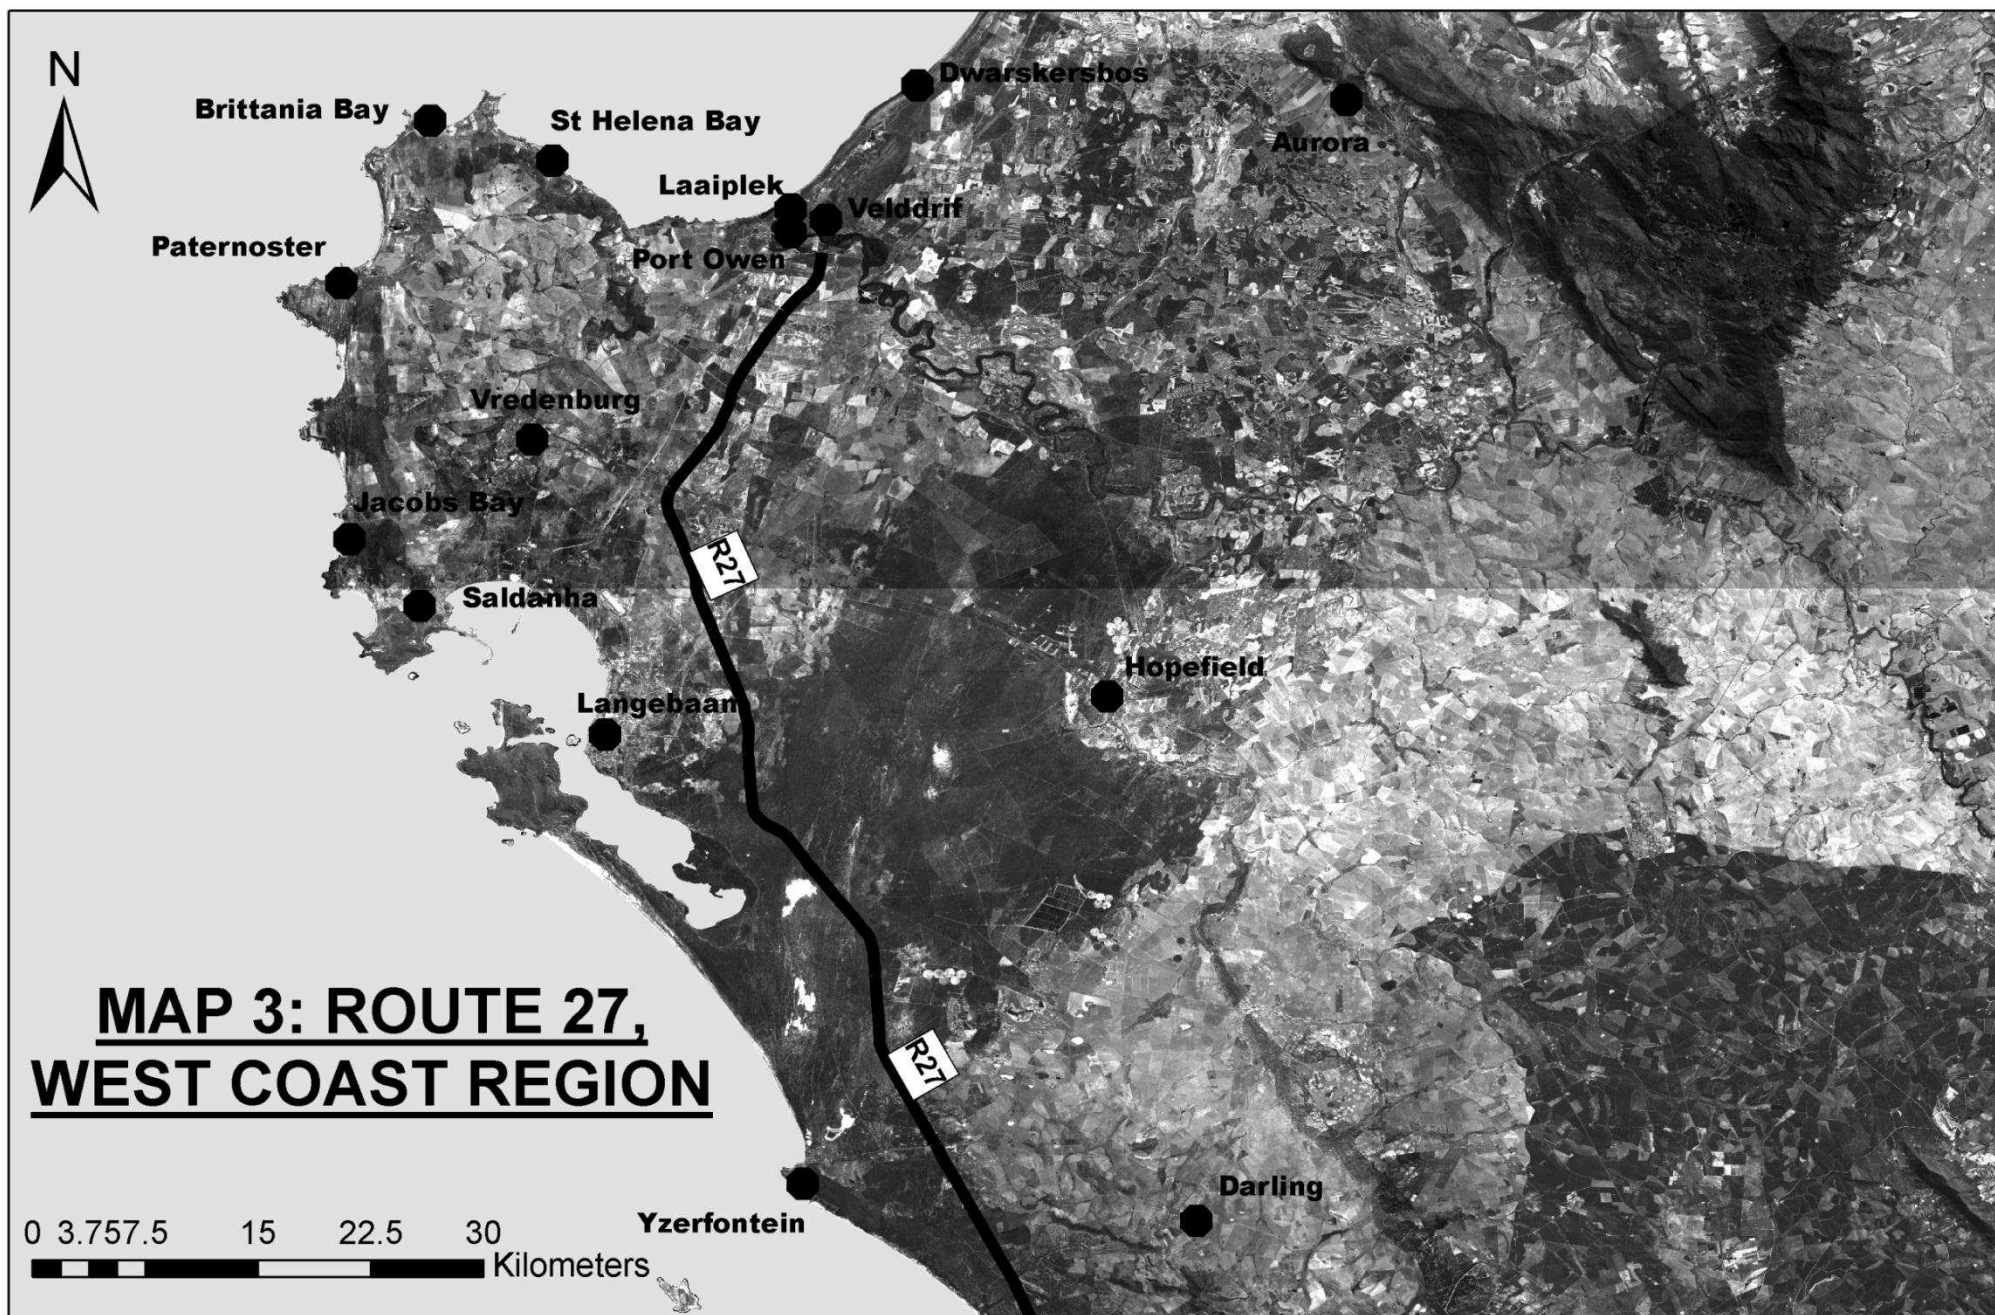 N
Dwarskersbos
Brittania Bay
St Helena Bay
Aurora
Laaiplek
Velddrif
Paternoster
Port Owen
Vredenburg
Jacobs Bay
R27
Saldanha
Hopefield
Langebaan
MAP 3: ROUTE 27,
WEST COAST REGION
R27
Darling
Yzerfontein
0 3.757.5 15 22.5 30
Kilometers